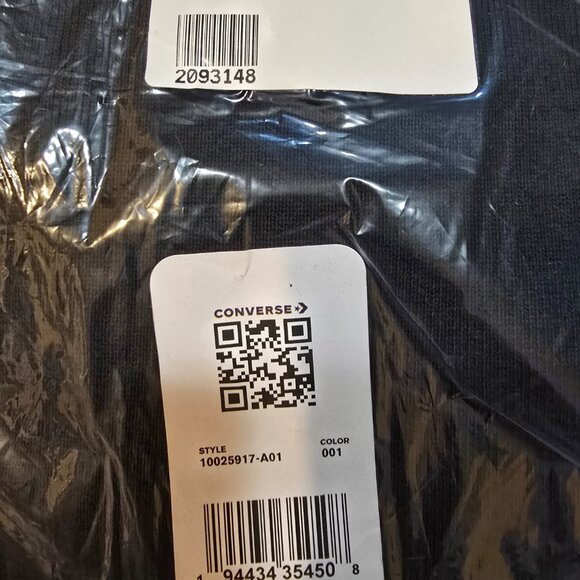 2093148
CONVERSE
STYLE COLOR
10025917-A01 001
1 94434 35450 8